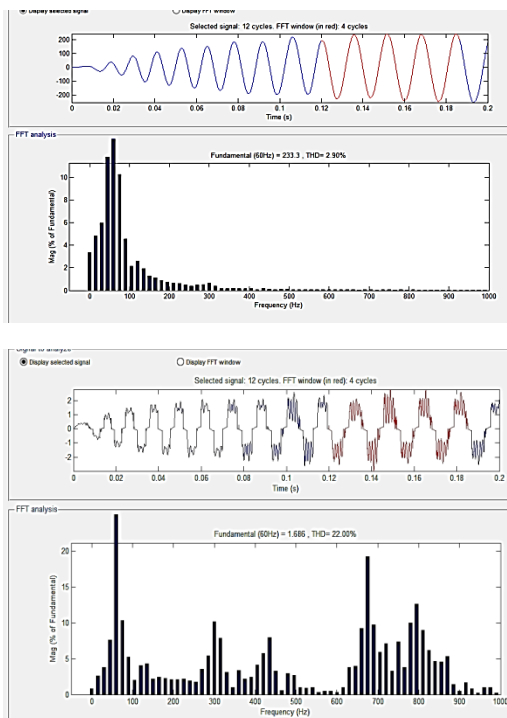 Display selected signal Display FFT window
Selected signal: 12 cycles. FFT window (in red): 4 cycles
200
100
0
-100
-200
0 0.02 0.04 0.06 0.08 0.1 0.12 0.14 0.16 0.18 0.2
Time (s)
FFT analysis
Fundamental (60Hz) = 233.3 , THD= 2.90%
10
8
6
4
2
0
Mag (% of Fundamental)
0 100 200 300 400 500 600 700 800 900 1000
Frequency (Hz)
Signal to analyze
Display selected signal Display FFT window
Selected signal: 12 cycles. FFT window (in red): 4 cycles
2
1
0
-1
-2
0 0.02 0.04 0.06 0.08 0.1 0.12 0.14 0.16 0.18 0.2
Time (s)
FFT analysis
Fundamental (60Hz) = 1.686 , THD= 22.00%
20
15
10
5
0
Mag (% of Fundamental)
0 100 200 300 400 500 600 700 800 900 1000
Frequency (Hz)